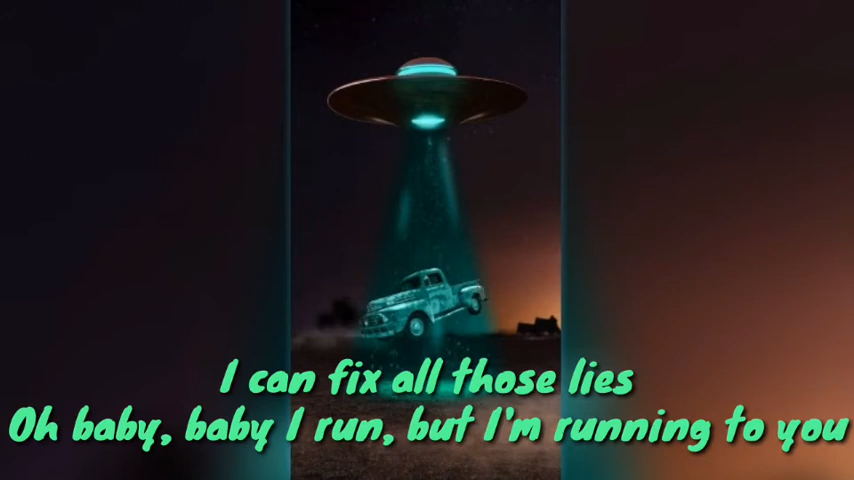 I can fix all those lies
Oh baby, baby I run, but I'm running to you